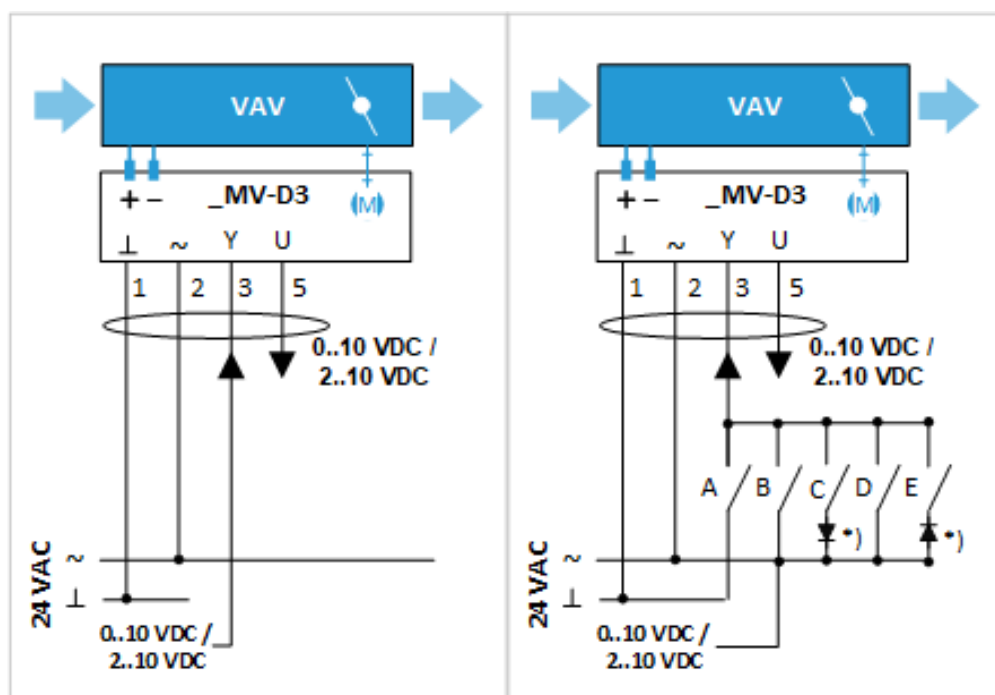 VAV
+ − _MV-D3 (M)
⊥ ~ Y U
1 2 3 5
0..10 VDC /
2..10 VDC
24 VAC
~
⊥
0..10 VDC /
2..10 VDC
VAV
+ − _MV-D3 (M)
⊥ ~ Y U
1 2 3 5
0..10 VDC /
2..10 VDC
A B C D E
*) *)
24 VAC
~
⊥
0..10 VDC /
2..10 VDC